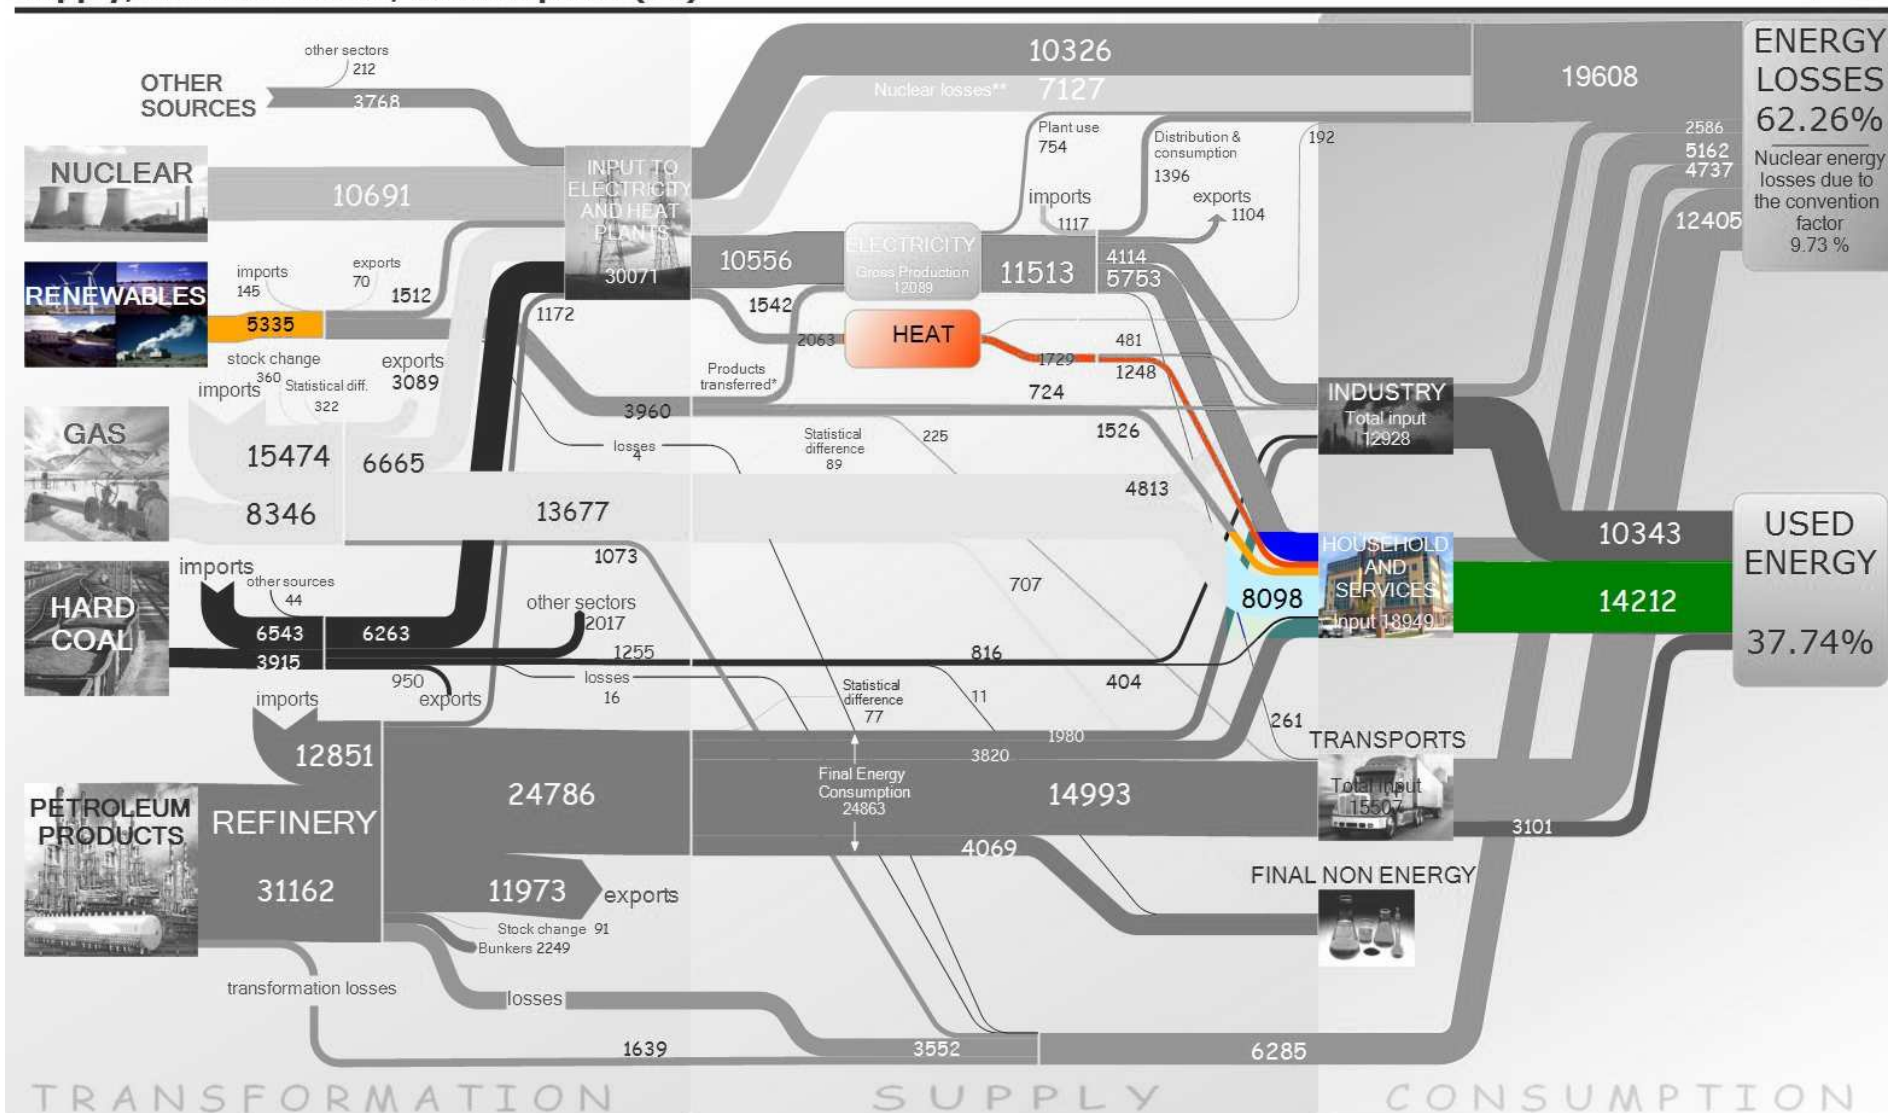 other sectors
212
OTHER
SOURCES
3768
NUCLEAR
10691
RENEWABLES
imports
145
exports
70
1512
5335
stock change
360
Statistical diff.
322
exports
3089
imports
GAS
15474
6665
8346
13677
1073
HARD
COAL
imports
other sources
44
6543
6263
3915
other sectors
2017
1255
950
exports
losses
16
imports
12851
PETROLEUM
PRODUCTS
REFINERY
24786
31162
11973
exports
Stock change 91
Bunkers 2249
transformation losses
losses
1639
3552
6285
INPUT TO
ELECTRICITY
AND HEAT
PLANTS
30071
1172
10326
Nuclear losses**
7127
Plant use
754
Distribution &
consumption
1396
192
imports
1117
exports
1104
10556
ELECTRICITY
Gross Production
12089
11513
4114
5753
1542
2063
HEAT
1729
481
1248
Products
transferred*
724
3960
1526
losses
4
Statistical
difference
89
225
4813
707
8098
816
404
Statistical
difference
77
11
261
1980
3820
Final Energy
Consumption
24863
14993
4069
INDUSTRY
Total input
12928
HOUSEHOLD
AND
SERVICES
Input 18949
TRANSPORTS
Total input
15507
FINAL NON ENERGY
3101
19608
2586
5162
4737
12405
ENERGY
LOSSES
62.26%
Nuclear energy
losses due to
the convention
factor
9.73 %
10343
14212
USED
ENERGY
37.74%
TRANSFORMATION
SUPPLY
CONSUMPTION